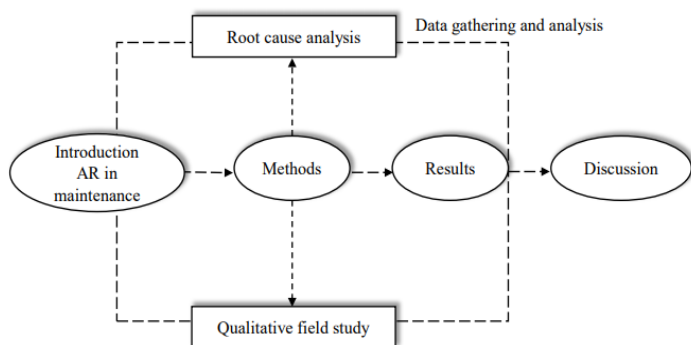 Root cause analysis
Data gathering and analysis
Introduction
AR in
maintenance
Methods
Results
Discussion
Qualitative field study